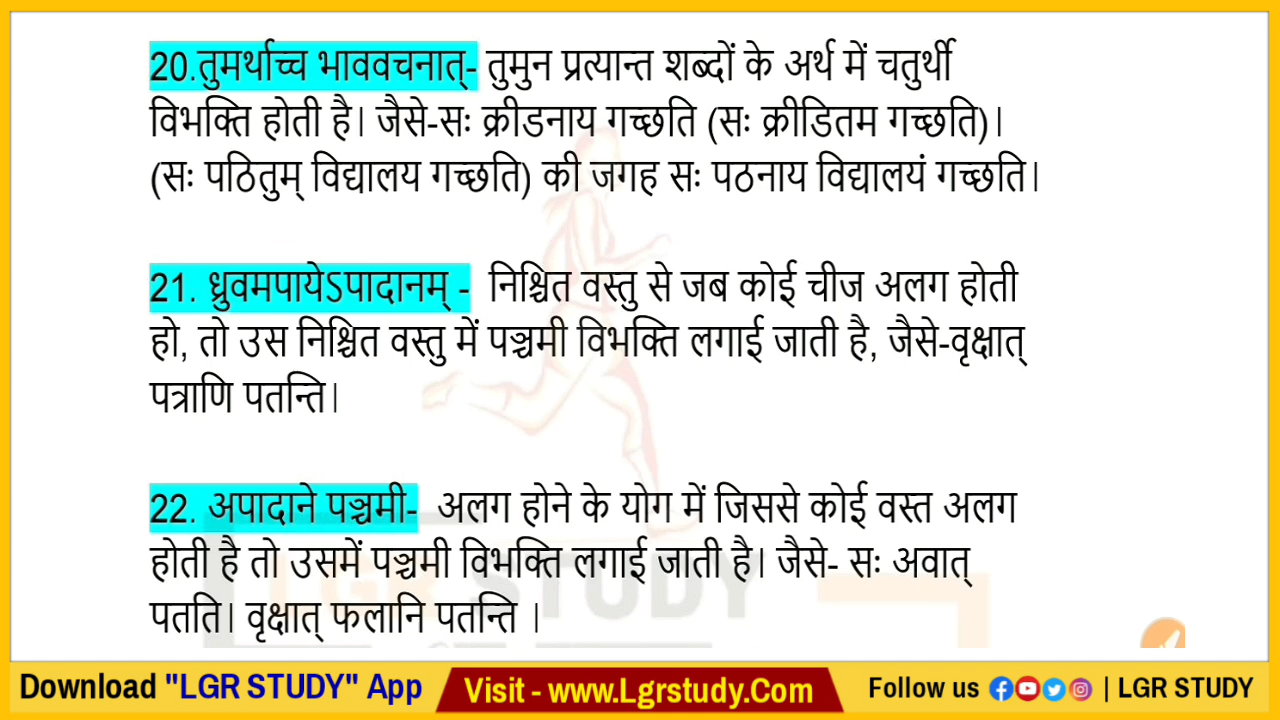 20.तुमर्थाच्च भाववचनात्- तुमुन प्रत्यान्त शब्दों के अर्थ में चतुर्थी
विभक्ति होती है। जैसे-सः क्रीडनाय गच्छति (सः क्रीडितम गच्छति)।
(सः पठितुम् विद्यालय गच्छति) की जगह सः पठनाय विद्यालयं गच्छति।
21. ध्रुवमपायेऽपादानम् - निश्चित वस्तु से जब कोई चीज अलग होती
हो, तो उस निश्चित वस्तु में पञ्चमी विभक्ति लगाई जाती है, जैसे-वृक्षात्
पत्राणि पतन्ति।
22. अपादाने पञ्चमी- अलग होने के योग में जिससे कोई वस्त अलग
होती है तो उसमें पञ्चमी विभक्ति लगाई जाती है। जैसे- सः अवात्
पतति। वृक्षात् फलानि पतन्ति ।
LGR STUDY
Download "LGR STUDY" App
Visit - www.Lgrstudy.Com
Follow us | LGR STUDY